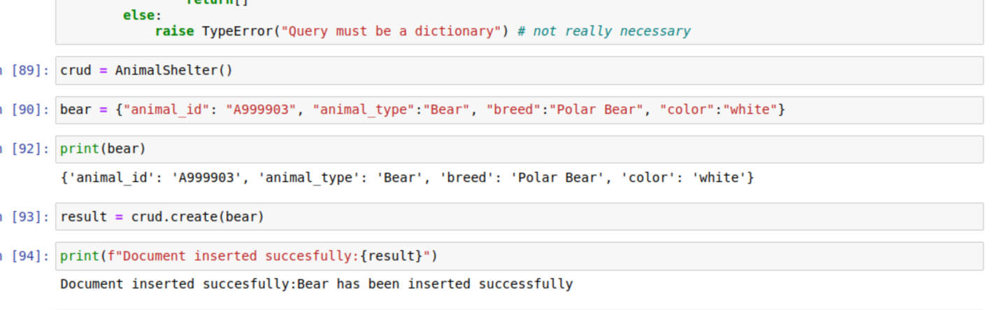 return[]
else:
raise TypeError("Query must be a dictionary") # not really necessary
[89]: crud = AnimalShelter()
[90]: bear = {"animal_id": "A999903", "animal_type":"Bear", "breed":"Polar Bear", "color":"white"}
[92]: print(bear)
{'animal_id': 'A999903', 'animal_type': 'Bear', 'breed': 'Polar Bear', 'color': 'white'}
[93]: result = crud.create(bear)
[94]: print(f"Document inserted succesfully:{result}")
Document inserted succesfully:Bear has been inserted successfully